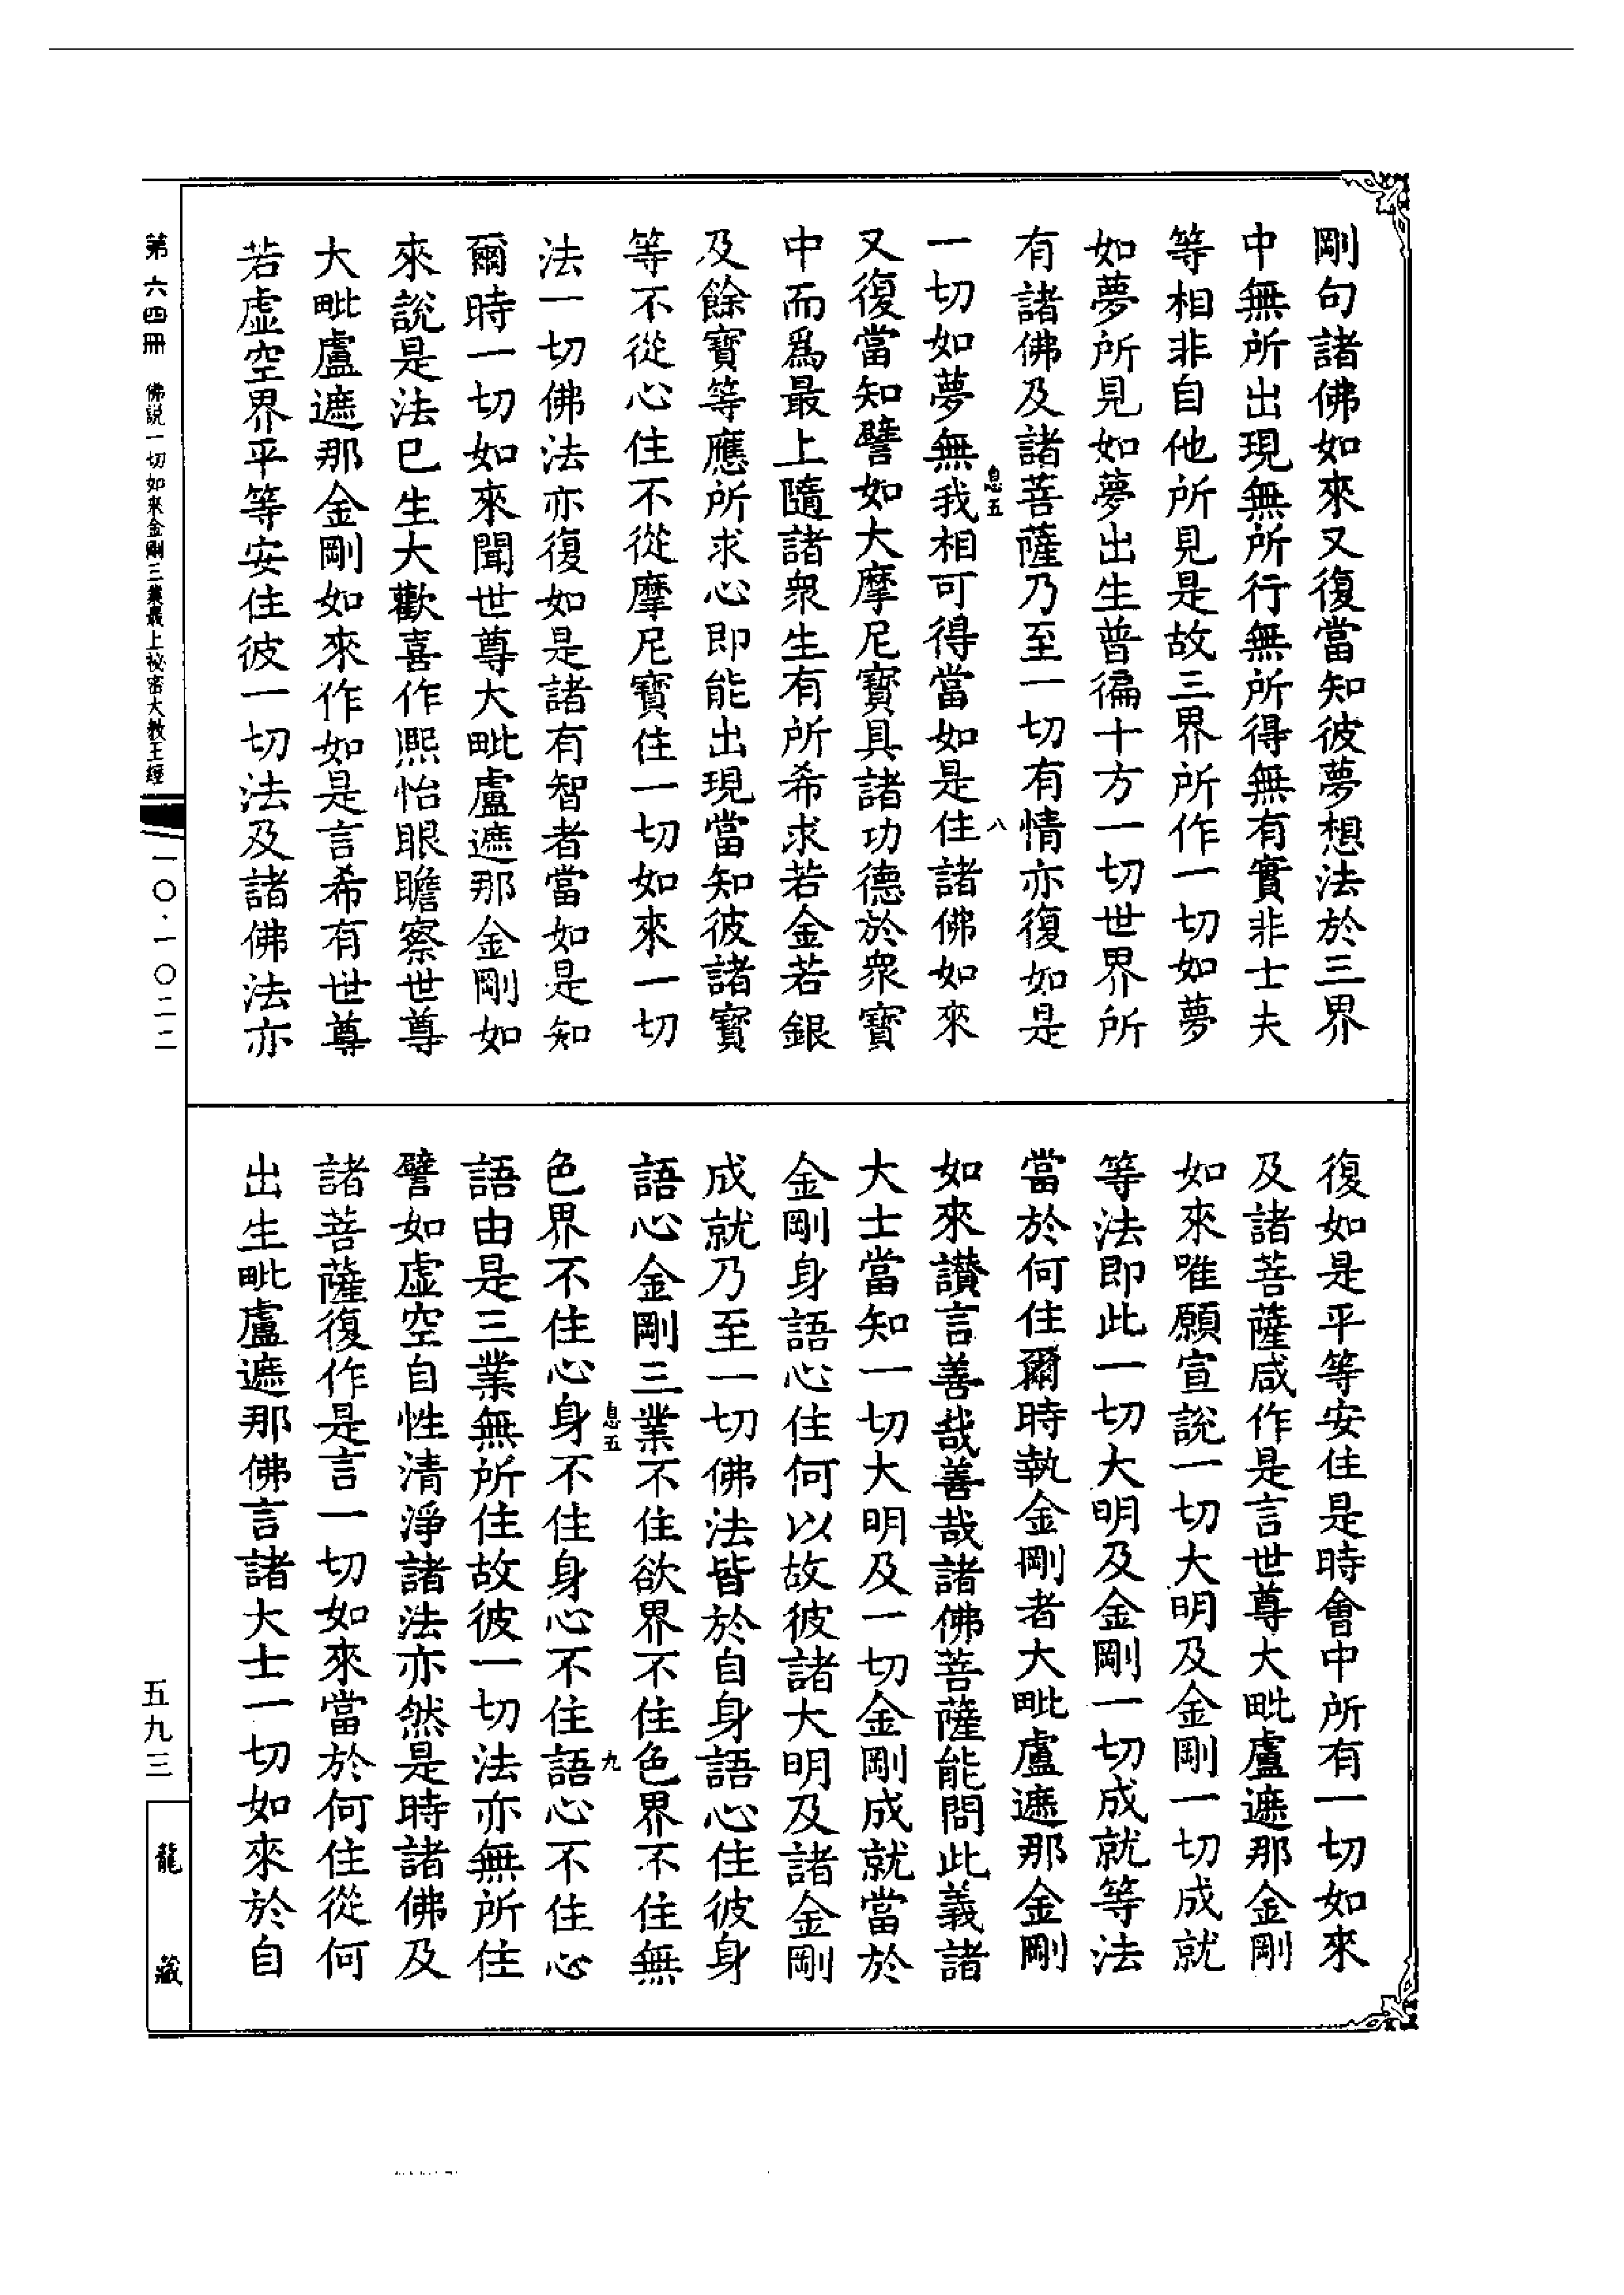 剛句諸佛如來又復當知彼夢想法於三界
中無所出現無所行無所得無有實非士夫
等相非自他所見是故三界所作一切如夢
如夢所見如夢出生普徧十方一切世界所
有諸佛及諸菩薩乃至一切有情亦復如是
息五 八
一切如夢無我相可得當如是住諸佛如來
又復當知譬如大摩尼寶具諸功德於衆寶
中而爲最上隨諸衆生有所希求若金若銀
及餘寶等應所求心即能出現當知彼諸寶
等不從心住不從摩尼寶住一切如來一切
法一切佛法亦復如是諸有智者當如是知
爾時一切如來聞世尊大毗盧遮那金剛如
來說是法已生大歡喜作熙怡眼瞻察世尊
大毗盧遮那金剛如來作如是言希有世尊
若虛空界平等安住彼一切法及諸佛法亦
復如是平等安住是時會中所有一切如來
及諸菩薩咸作是言世尊大毗盧遮那金剛
如來唯願宣說一切大明及金剛一切成就
等法即此一切大明及金剛一切成就等法
當於何住爾時執金剛者大毗盧遮那金剛
如來讚言善哉善哉諸佛菩薩能問此義諸
大士當知一切大明及一切金剛成就當於
金剛身語心住何以故彼諸大明及諸金剛
成就乃至一切佛法皆於自身語心住彼身
語心金剛三業不住欲界不住色界不住無
息五 九
色界不住心身不住身心不住語心不住心
語由是三業無所住故彼一切法亦無所住
譬如虛空自性清淨諸法亦然是時諸佛及
諸菩薩復作是言一切如來當於何住從何
出生毗盧遮那佛言諸大士一切如來於自
第六四冊 佛説一切如來金剛三業最上祕密大教王經
一〇·一〇二二
五九三
龍藏